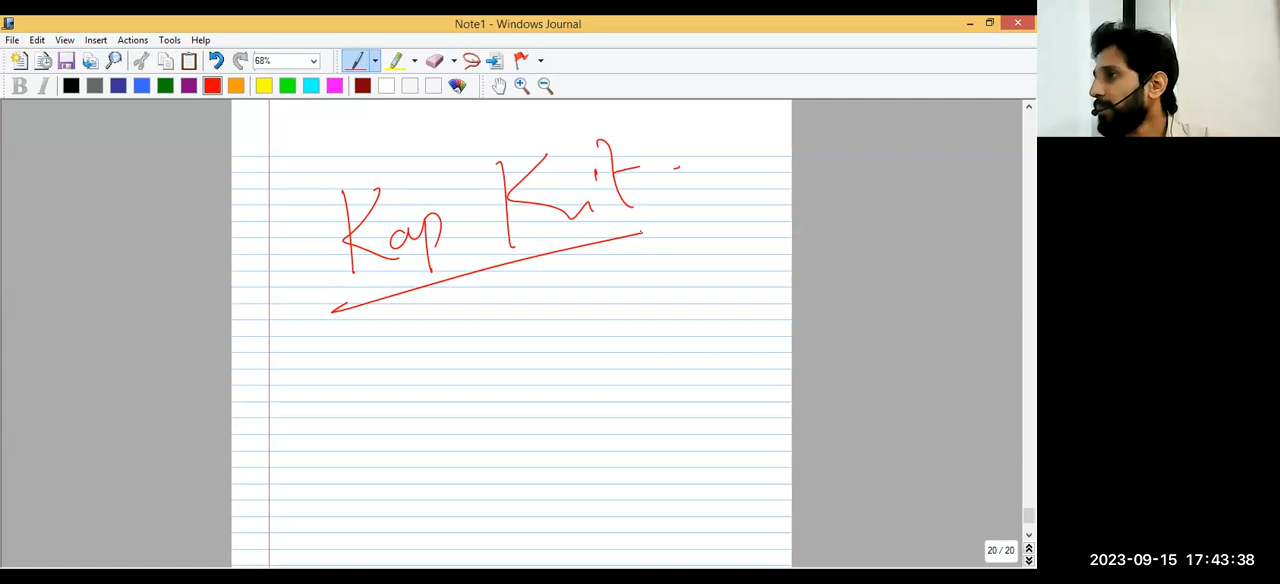 Note1 - Windows Journal
File Edit View Insert Actions Tools Help
68%
B I
Kap Kit
20 / 20
2023-09-15 17:43:38